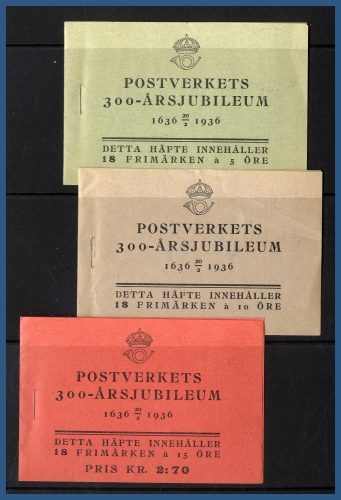 POSTVERKETS
300-ÅRSJUBILEUM
1636 20/2 1936
DETTA HÄFTE INNEHÅLLER
18 FRIMÄRKEN à 5 ÖRE
POSTVERKETS
300-ÅRSJUBILEUM
1636 20/2 1936
DETTA HÄFTE INNEHÅLLER
18 FRIMÄRKEN à 10 ÖRE
POSTVERKETS
300-ÅRSJUBILEUM
1636 20/2 1936
DETTA HÄFTE INNEHÅLLER
18 FRIMÄRKEN à 15 ÖRE
PRIS KR. 2:70